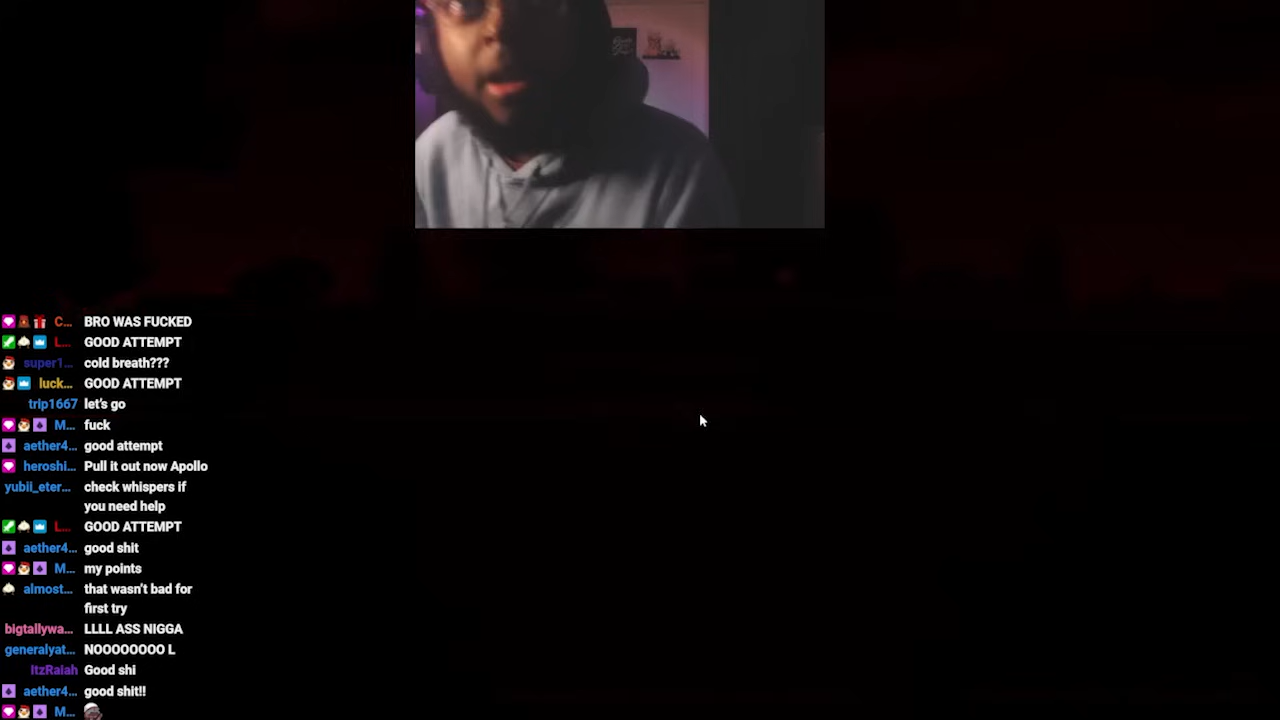 C... BRO WAS FUCKED
L... GOOD ATTEMPT
super1... cold breath???
luck... GOOD ATTEMPT
trip1667 let's go
M... fuck
aether4... good attempt
heroshi... Pull it out now Apollo
yubii_eter... check whispers if
you need help
L... GOOD ATTEMPT
aether4... good shit
M... my points
almost... that wasn't bad for
first try
bigtallywa... LLLL ASS NIGGA
generalyat... NOOOOOOOO L
ItzRaiah Good shi
aether4... good shit!!
M...